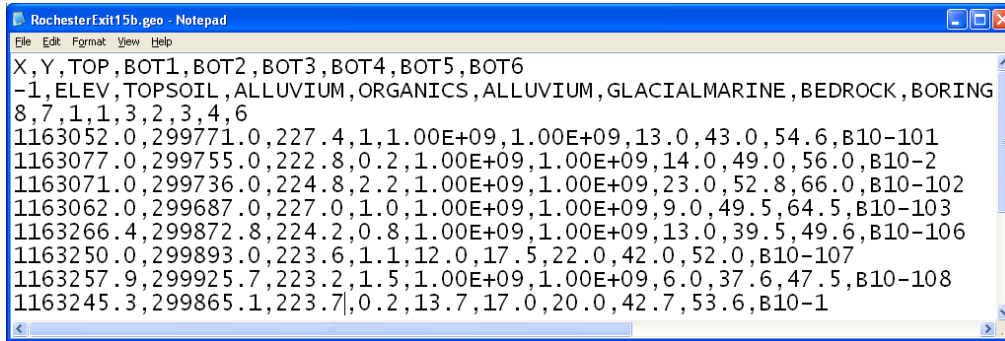 RochesterExit15b.geo - Notepad
File Edit Format View Help
X,Y,TOP,BOT1,BOT2,BOT3,BOT4,BOT5,BOT6
-1,ELEV,TOPSOIL,ALLUVIUM,ORGANICS,ALLUVIUM,GLACIALMARINE,BEDROCK,BORING
8,7,1,1,3,2,3,4,6
1163052.0,299771.0,227.4,1,1.00E+09,1.00E+09,13.0,43.0,54.6,B10-101
1163077.0,299755.0,222.8,0.2,1.00E+09,1.00E+09,14.0,49.0,56.0,B10-2
1163071.0,299736.0,224.8,2.2,1.00E+09,1.00E+09,23.0,52.8,66.0,B10-102
1163062.0,299687.0,227.0,1.0,1.00E+09,1.00E+09,9.0,49.5,64.5,B10-103
1163266.4,299872.8,224.2,0.8,1.00E+09,1.00E+09,13.0,39.5,49.6,B10-106
1163250.0,299893.0,223.6,1.1,12.0,17.5,22.0,42.0,52.0,B10-107
1163257.9,299925.7,223.2,1.5,1.00E+09,1.00E+09,6.0,37.6,47.5,B10-108
1163245.3,299865.1,223.7,0.2,13.7,17.0,20.0,42.7,53.6,B10-1